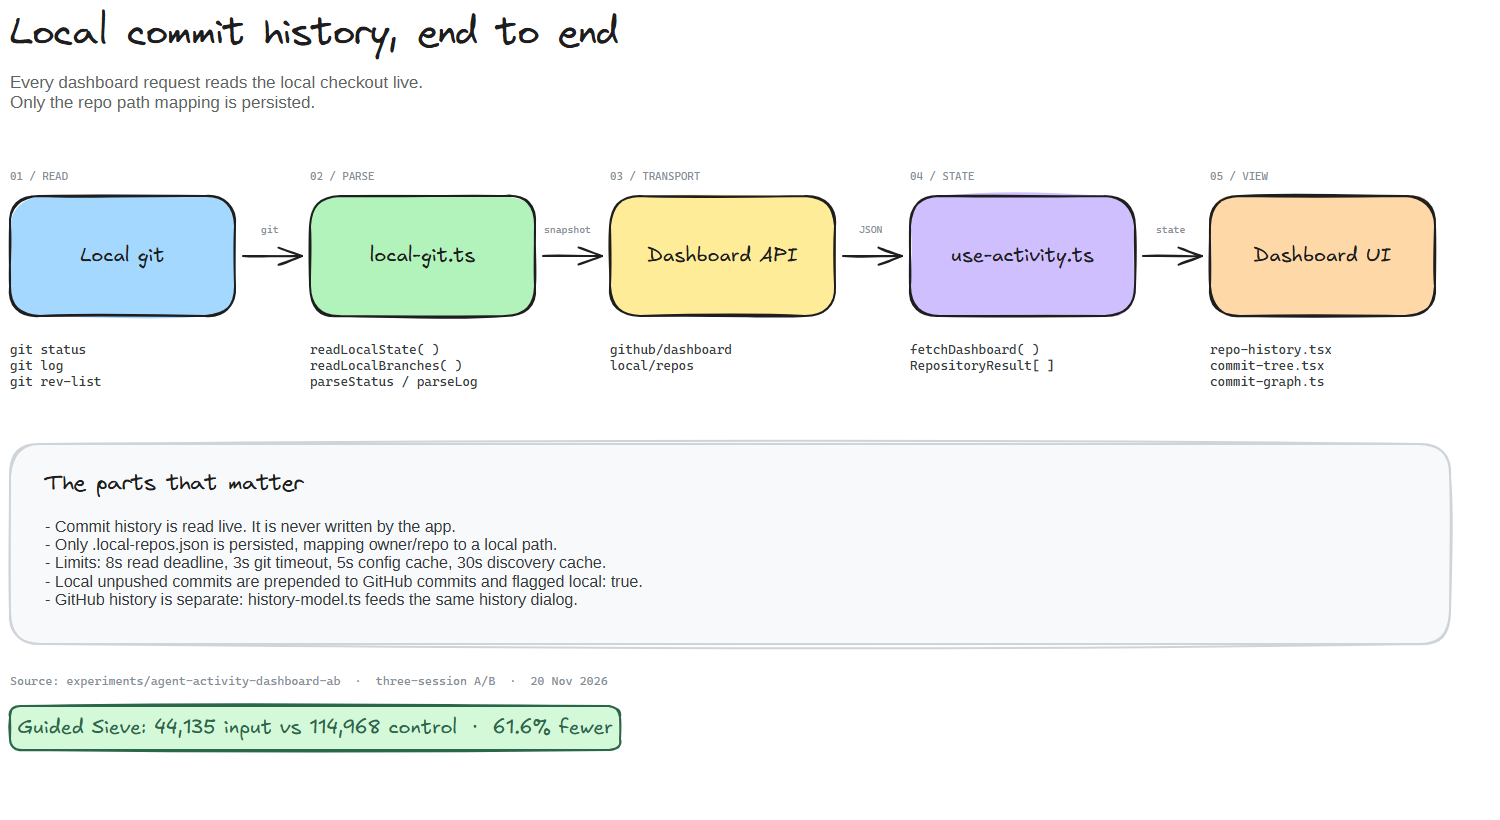 Local commit history, end to end
Every dashboard request reads the local checkout live.
Only the repo path mapping is persisted.
01 / READ
02 / PARSE
03 / TRANSPORT
04 / STATE
05 / VIEW
Local git
git
local-git.ts
snapshot
Dashboard API
JSON
use-activity.ts
state
Dashboard UI
git status
git log
git rev-list
readLocalState( )
readLocalBranches( )
parseStatus / parseLog
github/dashboard
local/repos
fetchDashboard( )
RepositoryResult[ ]
repo-history.tsx
commit-tree.tsx
commit-graph.ts
The parts that matter
- Commit history is read live. It is never written by the app.
- Only .local-repos.json is persisted, mapping owner/repo to a local path.
- Limits: 8s read deadline, 3s git timeout, 5s config cache, 30s discovery cache.
- Local unpushed commits are prepended to GitHub commits and flagged local: true.
- GitHub history is separate: history-model.ts feeds the same history dialog.
Source: experiments/agent-activity-dashboard-ab · three-session A/B · 20 Nov 2026
Guided Sieve: 44,135 input vs 114,968 control · 61.6% fewer